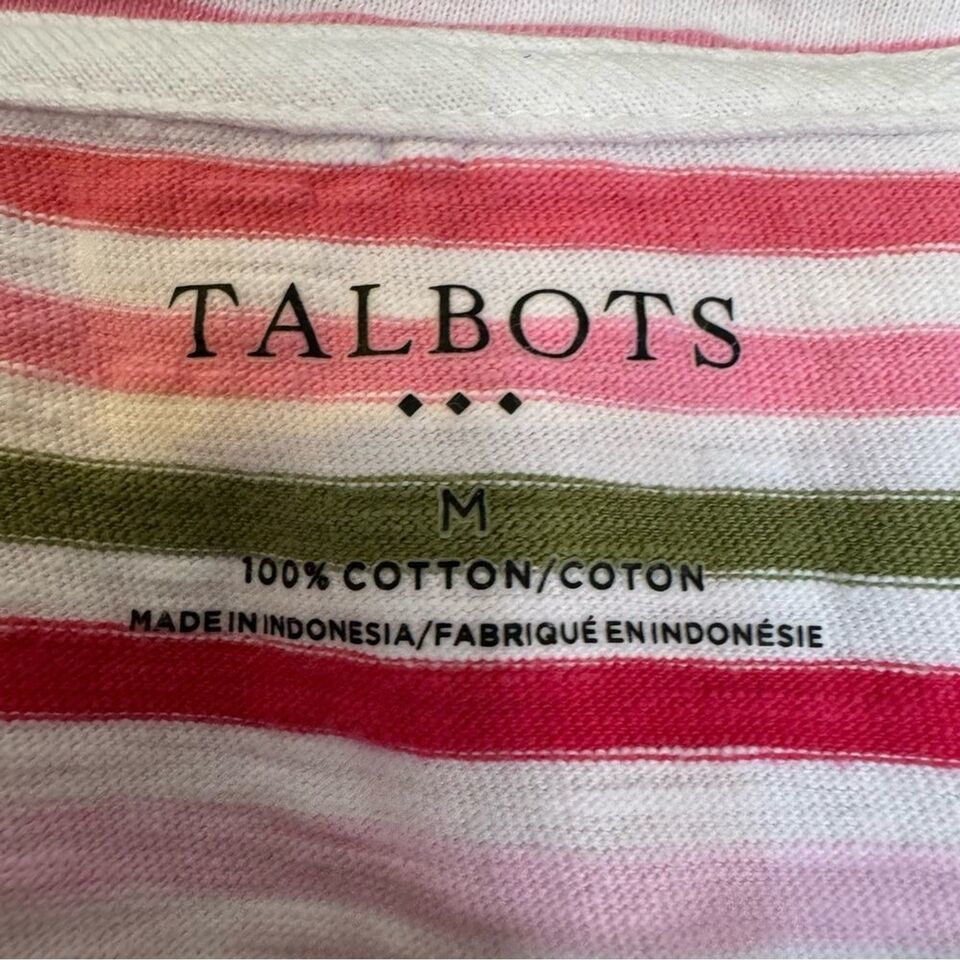 TALBOTS
M
100% COTTON/COTON
MADE IN INDONESIA/FABRIQUÉ EN INDONÉSIE